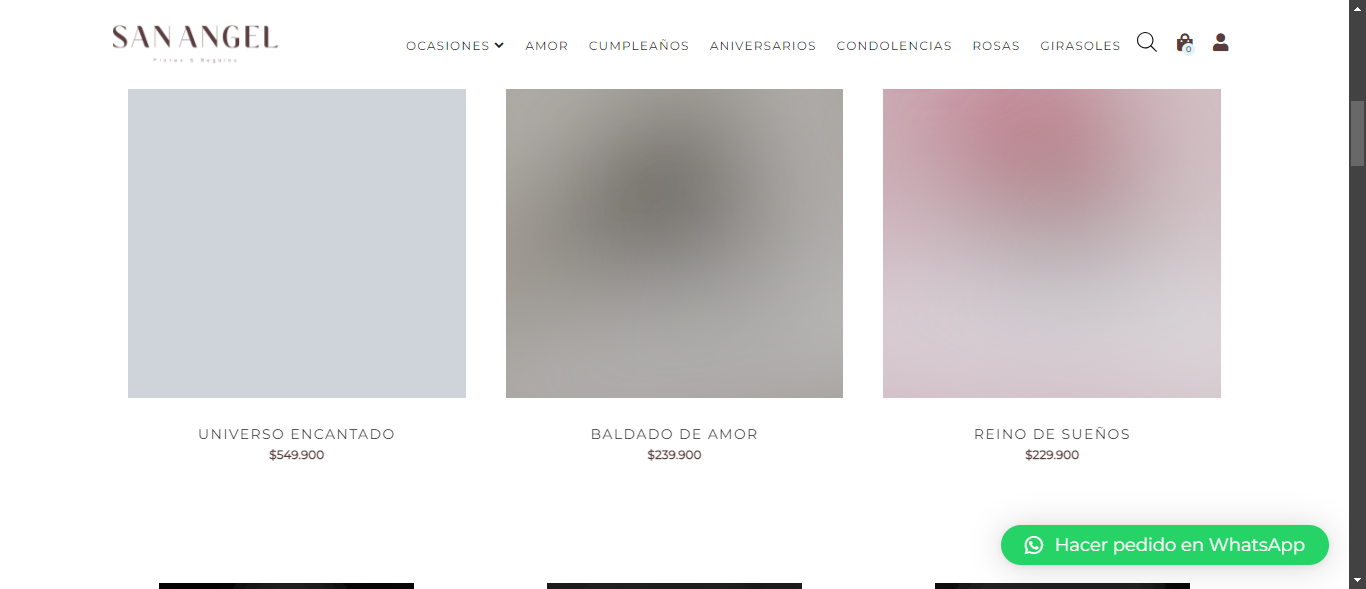 SAN ANGEL
Flores & Regalos
OCASIONES AMOR CUMPLEAÑOS ANIVERSARIOS CONDOLENCIAS ROSAS GIRASOLES 0
UNIVERSO ENCANTADO
$549.900
BALDADO DE AMOR
$239.900
REINO DE SUEÑOS
$229.900
Hacer pedido en WhatsApp